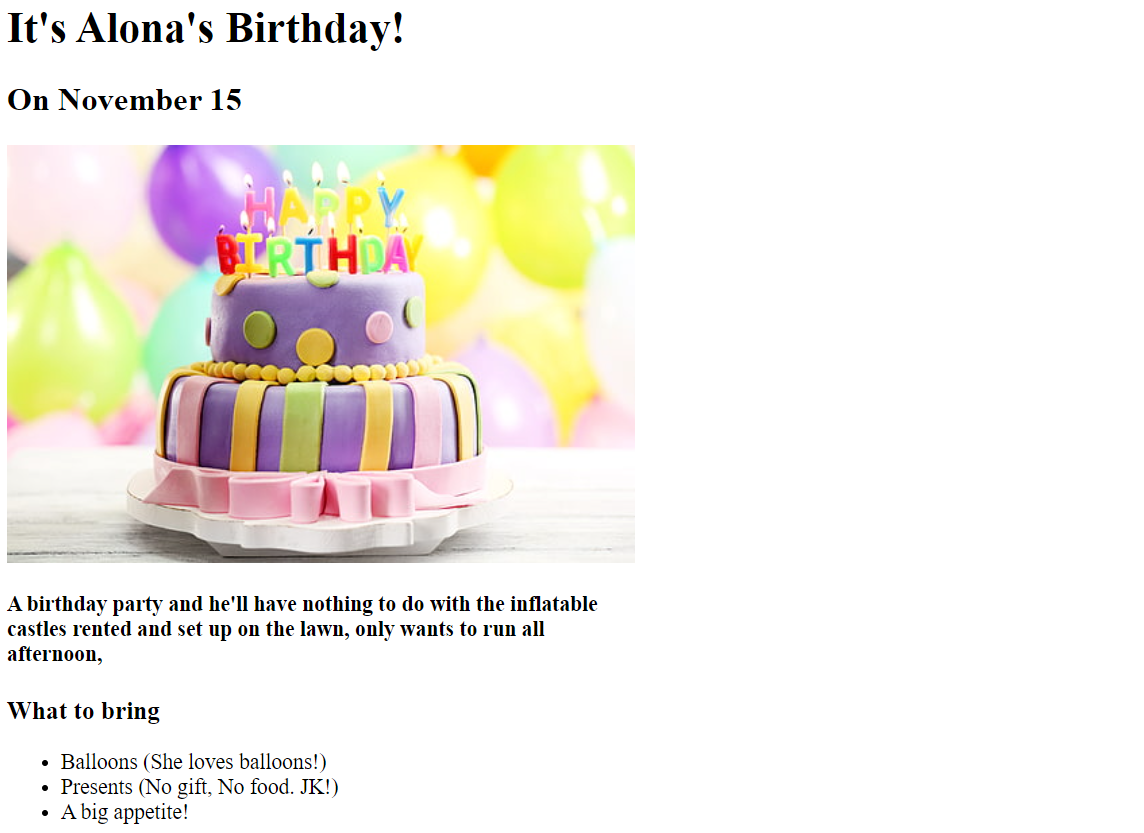 It's Alona's Birthday!
On November 15
HAPPY
BIRTHDAY
A birthday party and he'll have nothing to do with the inflatable
castles rented and set up on the lawn, only wants to run all
afternoon,
What to bring
• Balloons (She loves balloons!)
• Presents (No gift, No food. JK!)
• A big appetite!